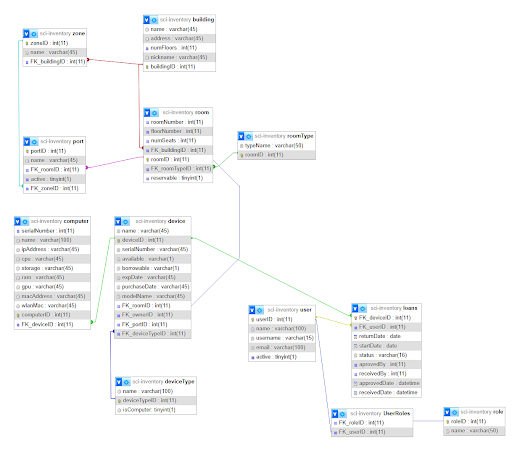 sci-inventory building
name : varchar(45)
address : varchar(45)
numFloors : int(11)
nickname : varchar(45)
buildingID : int(11)
sci-inventory zone
zoneID : int(11)
name : varchar(45)
FK_buildingID : int(11)
sci-inventory room
roomNumber : int(11)
floorNumber : int(11)
numSeats : int(11)
FK_buildingID : int(11)
roomID : int(11)
FK_roomTypeID : int(11)
reservable : tinyint(1)
sci-inventory roomType
typeName : varchar(50)
roomID : int(11)
sci-inventory port
portID : int(11)
name : varchar(45)
FK_roomID : int(11)
active : tinyint(1)
FK_zoneID : int(11)
sci-inventory computer
serialNumber : int(11)
name : varchar(100)
ipAddress : varchar(45)
cpu : varchar(45)
storage : varchar(45)
ram : varchar(45)
gpu : varchar(45)
macAddress : varchar(45)
wlanMac : varchar(45)
computerID : int(11)
FK_deviceID : int(11)
sci-inventory device
name : varchar(45)
deviceID : int(11)
serialNumber : varchar(45)
available : varchar(1)
borrowable : varchar(1)
expDate : varchar(45)
purchaseDate : varchar(45)
modelName : varchar(45)
FK_roomID : int(11)
FK_ownerID : int(11)
FK_portID : int(11)
FK_deviceTypeID : int(11)
sci-inventory user
userID : int(11)
name : varchar(100)
username : varchar(15)
email : varchar(100)
active : tinyint(1)
sci-inventory loans
FK_deviceID : int(11)
FK_userID : int(11)
returnDate : date
startDate : date
status : varchar(16)
aprovedBy : int(11)
receivedBy : int(11)
approvedDate : datetime
receivedDate : datetime
sci-inventory deviceType
name : varchar(100)
deviceTypeID : int(11)
isComputer: tinyint(1)
sci-inventory UserRoles
FK_roleID : int(11)
FK_userID : int(11)
sci-inventory role
roleID : int(11)
name : varchar(50)